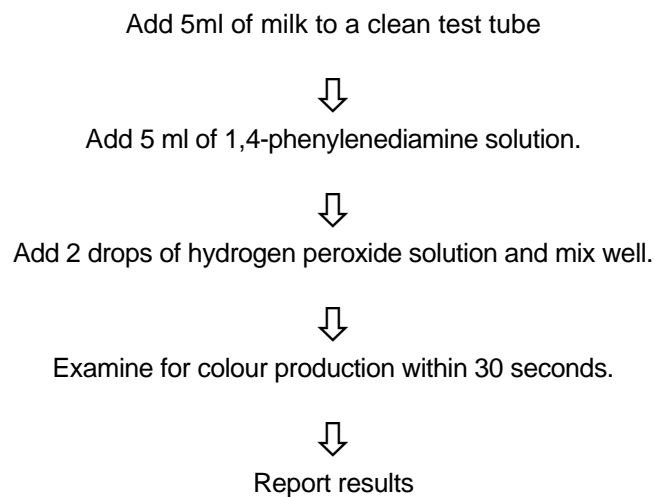 Add 5ml of milk to a clean test tube
⇩
Add 5 ml of 1,4-phenylenediamine solution.
⇩
Add 2 drops of hydrogen peroxide solution and mix well.
⇩
Examine for colour production within 30 seconds.
⇩
Report results